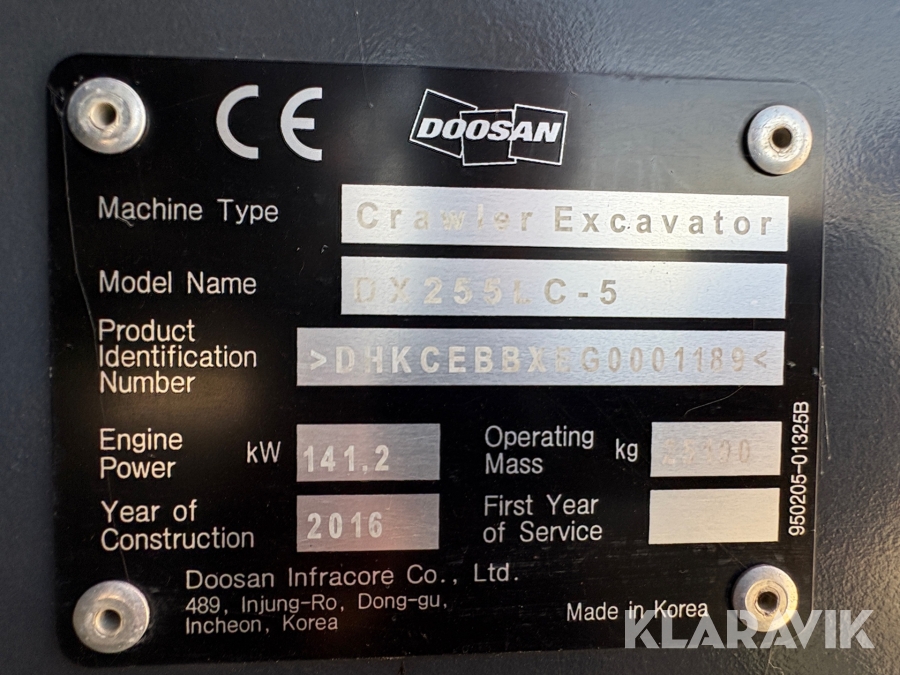 CE
DOOSAN
Machine Type Crawler Excavator
Model Name DX255LC-5
Product
Identification
Number
>DHKCEBBXEG0001189<
Engine
Power
kW 141.2
Operating
Mass
kg
Year of
Construction
2016
First Year
of Service
950205-01325B
Doosan Infracore Co., Ltd.
489, Injung-Ro, Dong-gu,
Incheon, Korea
Made in Korea
KLARAVIK